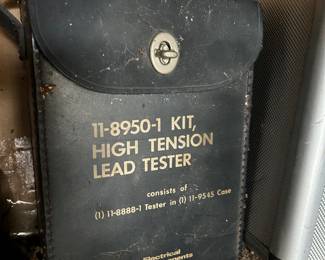 11-8950-1 KIT,
HIGH TENSION
LEAD TESTER
consists of
(1) 11-8888-1 Tester in (1) 11-9545 Case
Electrical